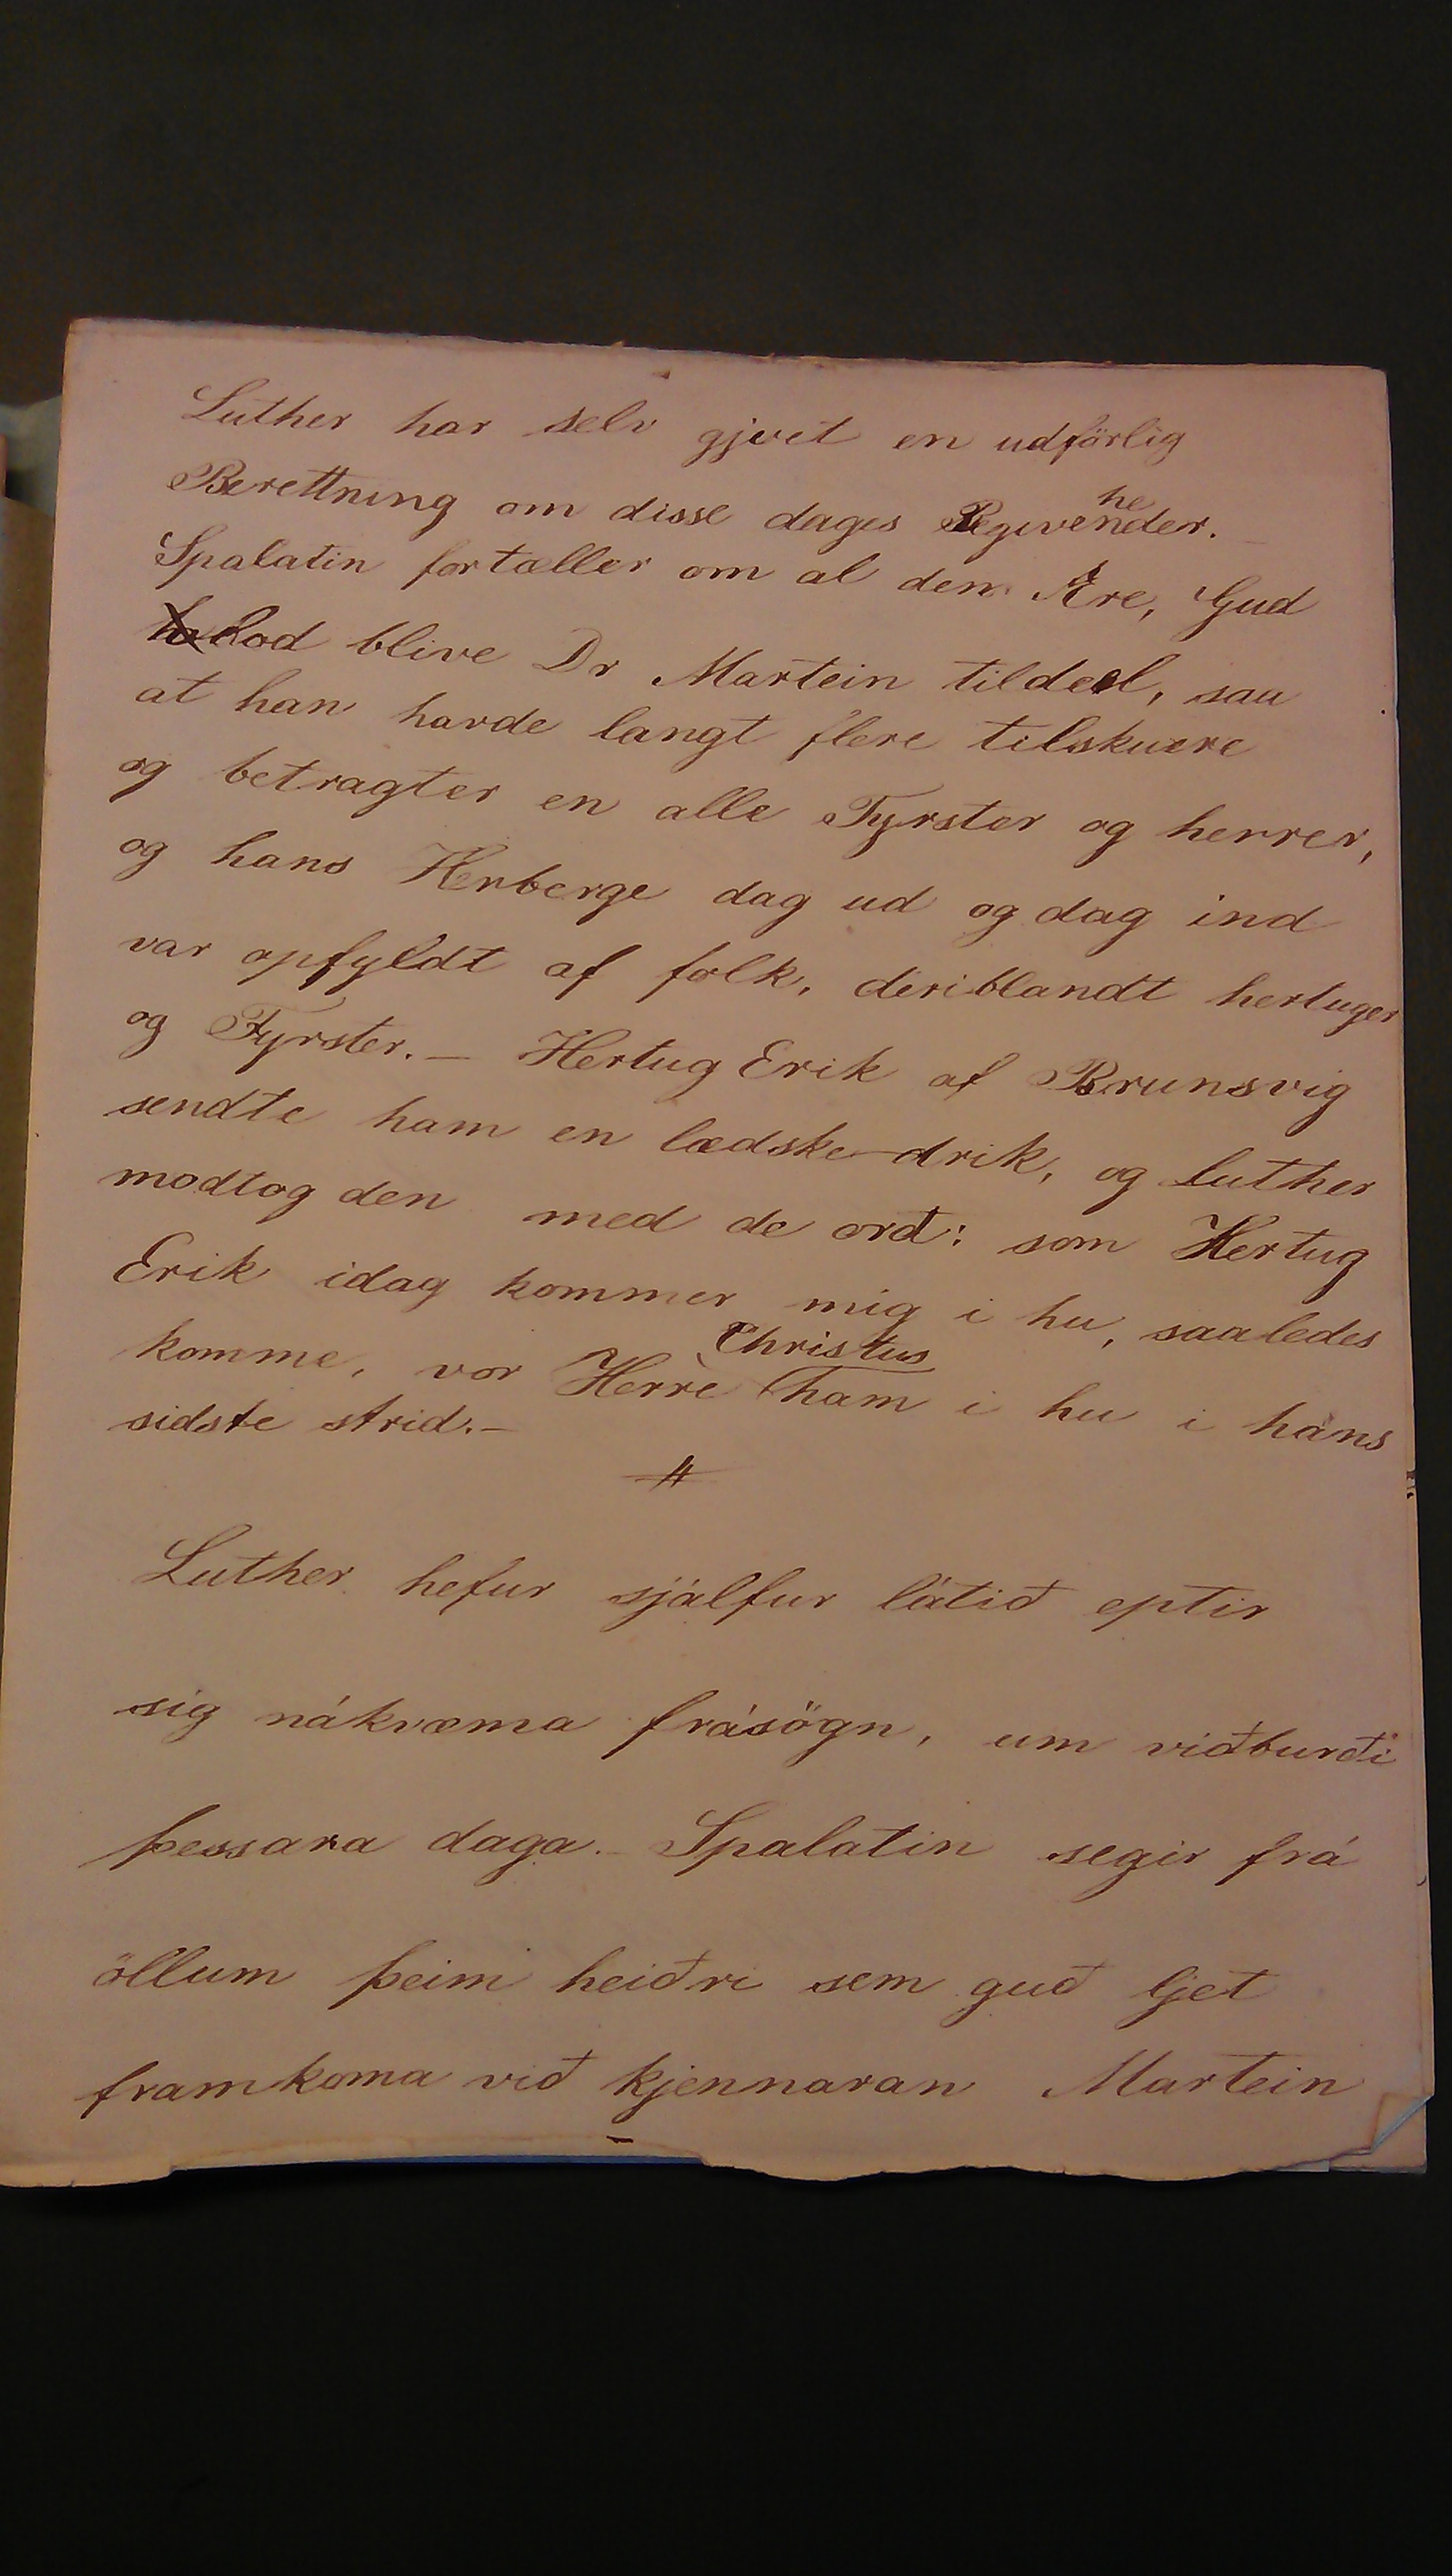 Luther har selv gjvet en udförlig
Berettning om disse dages Begivenheder.
Spalatin fortæller om al den Ære, Gud
lod blive Dr Martein tildeel, saa
at han havde langt flere tilskuere
og betragter en alle Fyrster og herrer,
og hans Herberge dag ud og dag ind
var opfyldt af folk, deriblandt hertuger
og Fyrster. — Hertug Erik af Brunsvig
sendte ham en lædske-drik, og Luther
modtog den med de orð: som Hertug
Erik idag kommer mig i hu, saaledes
komme, vor Herre Christus ham i hu i hans
sidste strid. —
Luther hefur sjálfur látið eptir
sig nákvæma frásögn, um viðburði
þessara daga. Spalatin segir frá
öllum þeim heiðri sem guð ljet
framkoma við kjennaran Martein